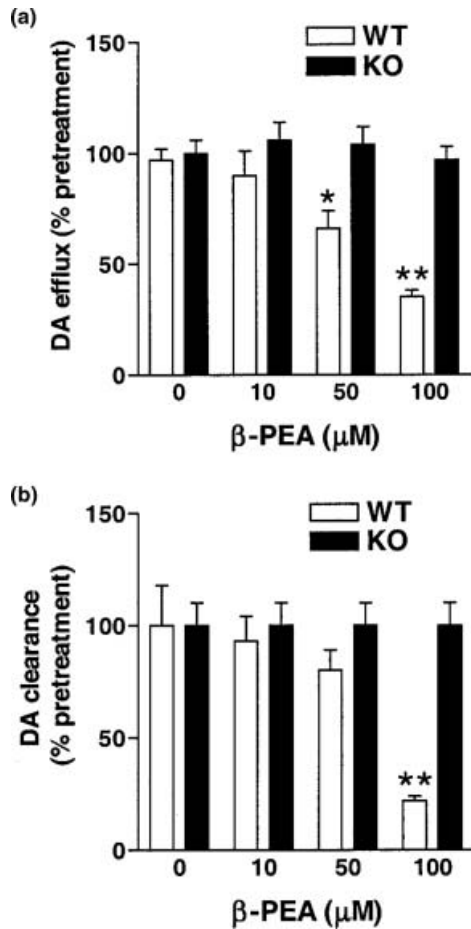 (a)
WT
KO
150
100
50
0
DA efflux (% pretreatment)
*
**
0 10 50 100
β-PEA (μM)
(b)
WT
KO
150
100
50
0
DA clearance
(% pretreatment)
**
0 10 50 100
β-PEA (μM)